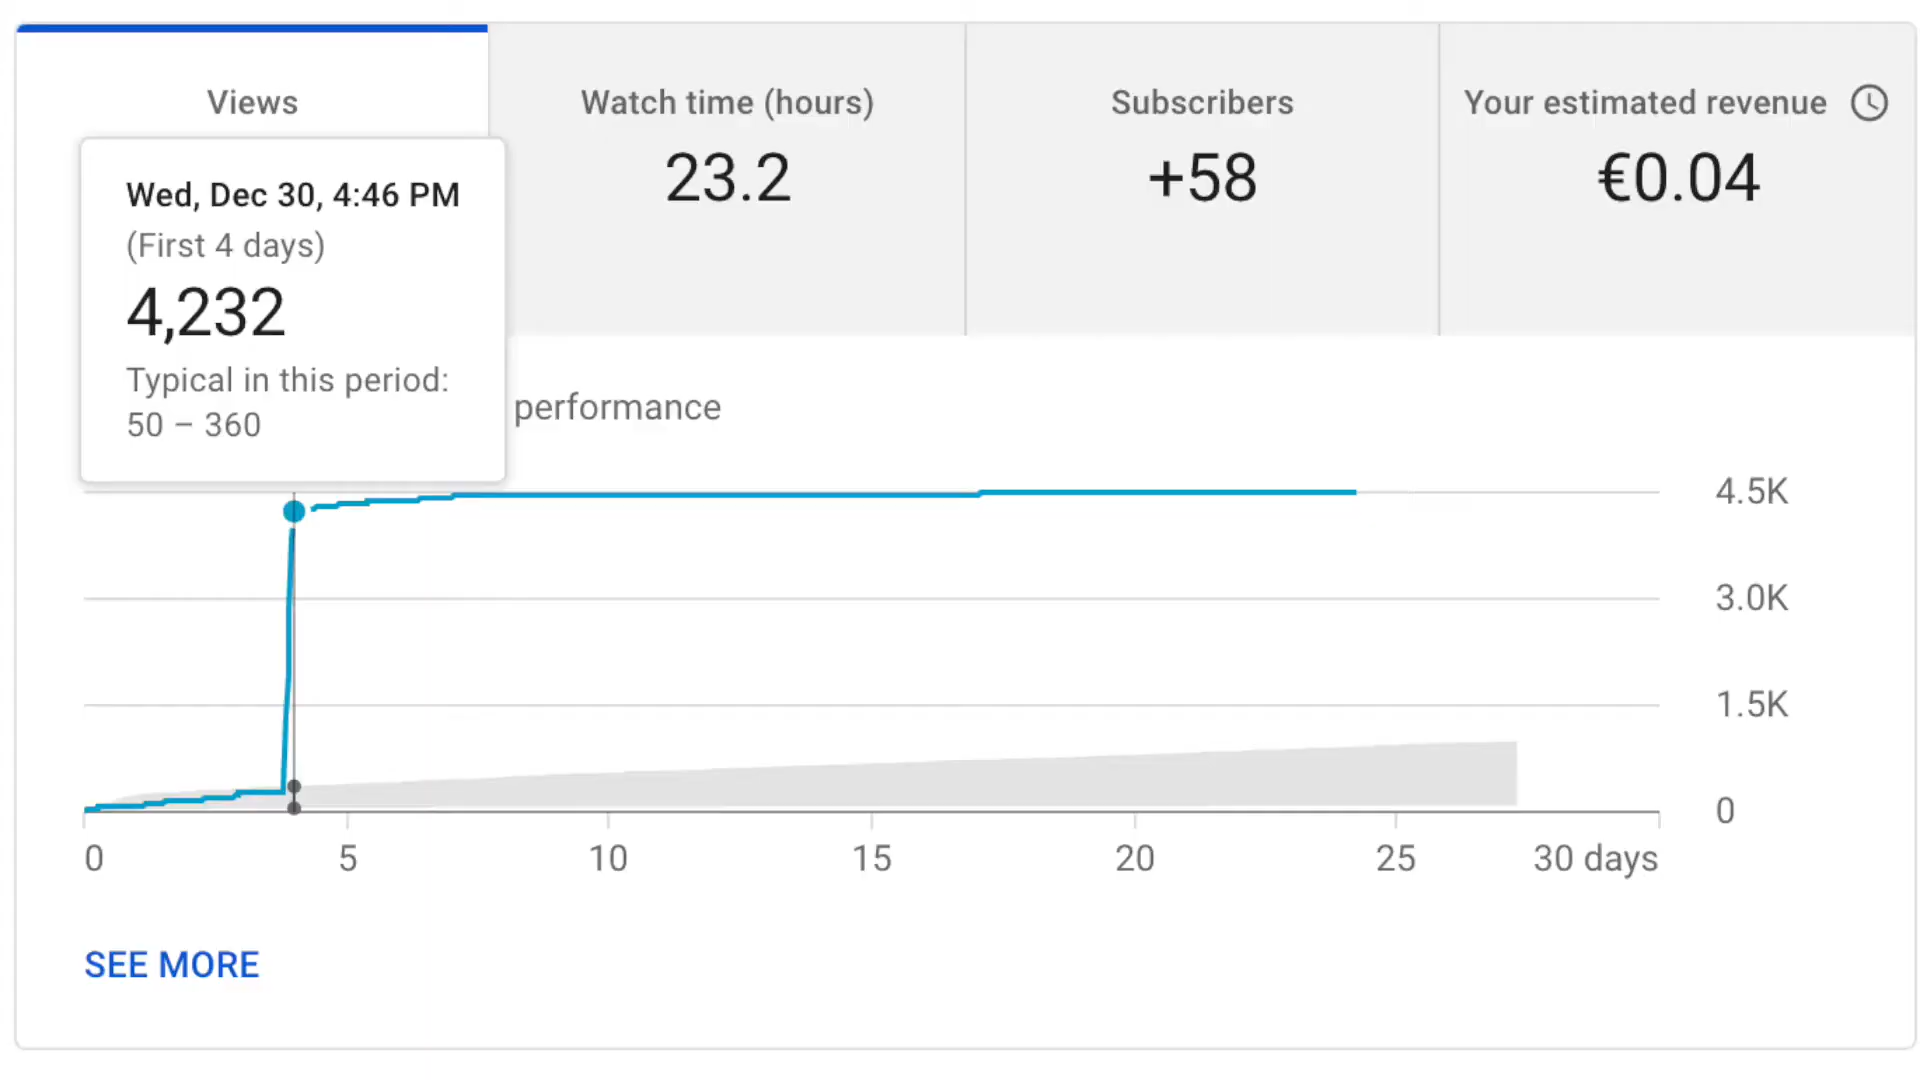 Views
Watch time (hours)
23.2
Subscribers
+58
Your estimated revenue
€0.04
Wed, Dec 30, 4:46 PM
(First 4 days)
4,232
Typical in this period:
50 – 360
performance
4.5K
3.0K
1.5K
0
0 5 10 15 20 25 30 days
SEE MORE